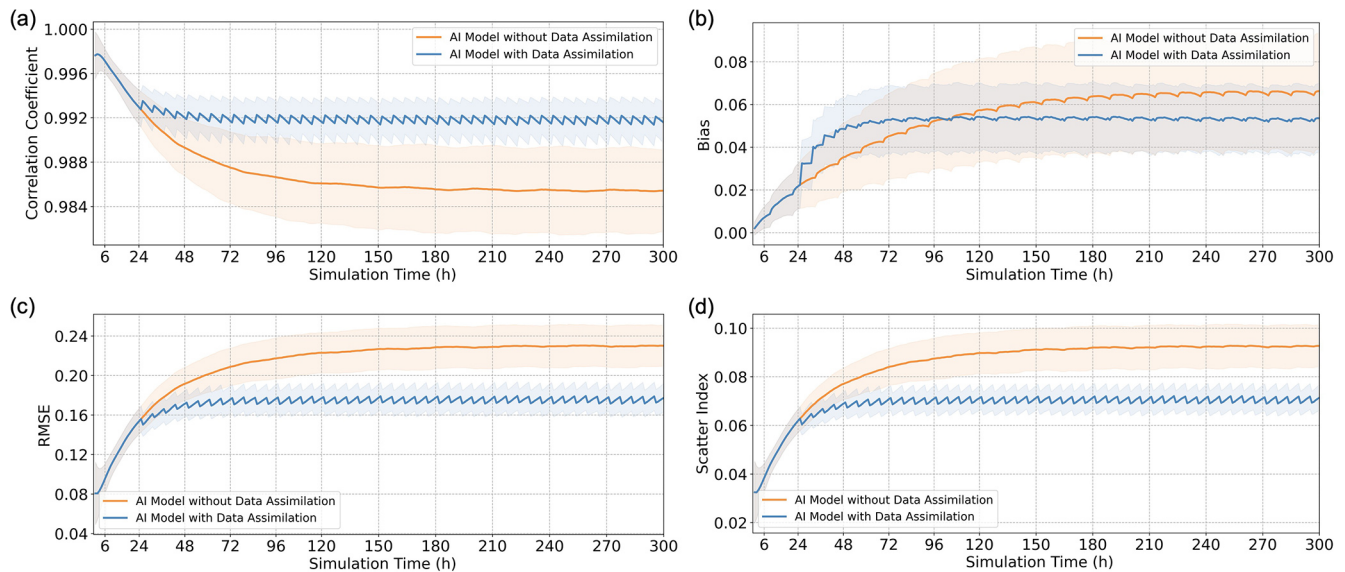 (a)
1.000
0.996
0.992
0.988
0.984
Correlation Coefficient
AI Model without Data Assimilation
AI Model with Data Assimilation
6 24 48 72 96 120 150 180 210 240 270 300
Simulation Time (h)
(b)
0.08
0.06
0.04
0.02
0.00
Bias
AI Model without Data Assimilation
AI Model with Data Assimilation
6 24 48 72 96 120 150 180 210 240 270 300
Simulation Time (h)
(c)
0.24
0.20
0.16
0.12
0.08
0.04
RMSE
AI Model without Data Assimilation
AI Model with Data Assimilation
6 24 48 72 96 120 150 180 210 240 270 300
Simulation Time (h)
(d)
0.10
0.08
0.06
0.04
0.02
Scatter Index
AI Model without Data Assimilation
AI Model with Data Assimilation
6 24 48 72 96 120 150 180 210 240 270 300
Simulation Time (h)